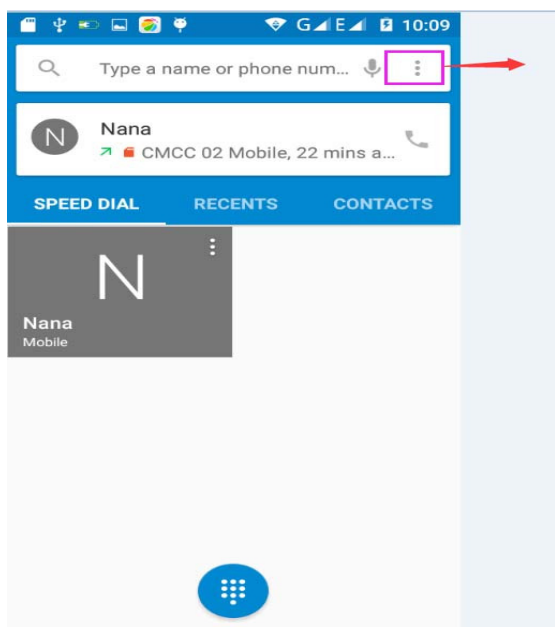 G E 10:09
Type a name or phone num...
N
Nana
CMCC 02 Mobile, 22 mins a...
SPEED DIAL RECENTS CONTACTS
N
Nana
Mobile